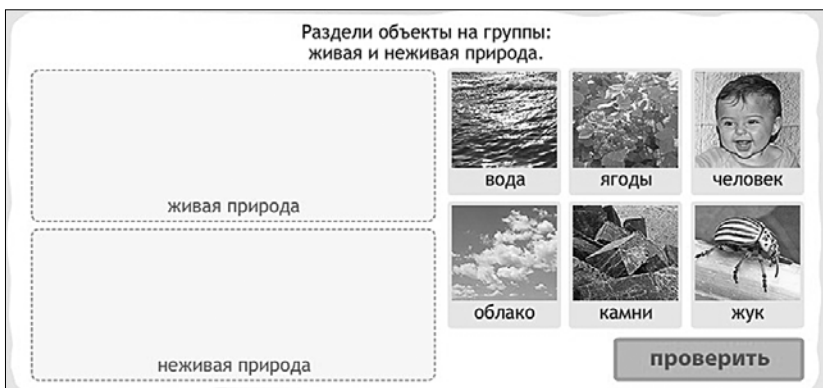 Раздели объекты на группы:
живая и неживая природа.
живая природа
неживая природа
вода
ягоды
человек
облако
камни
жук
проверить